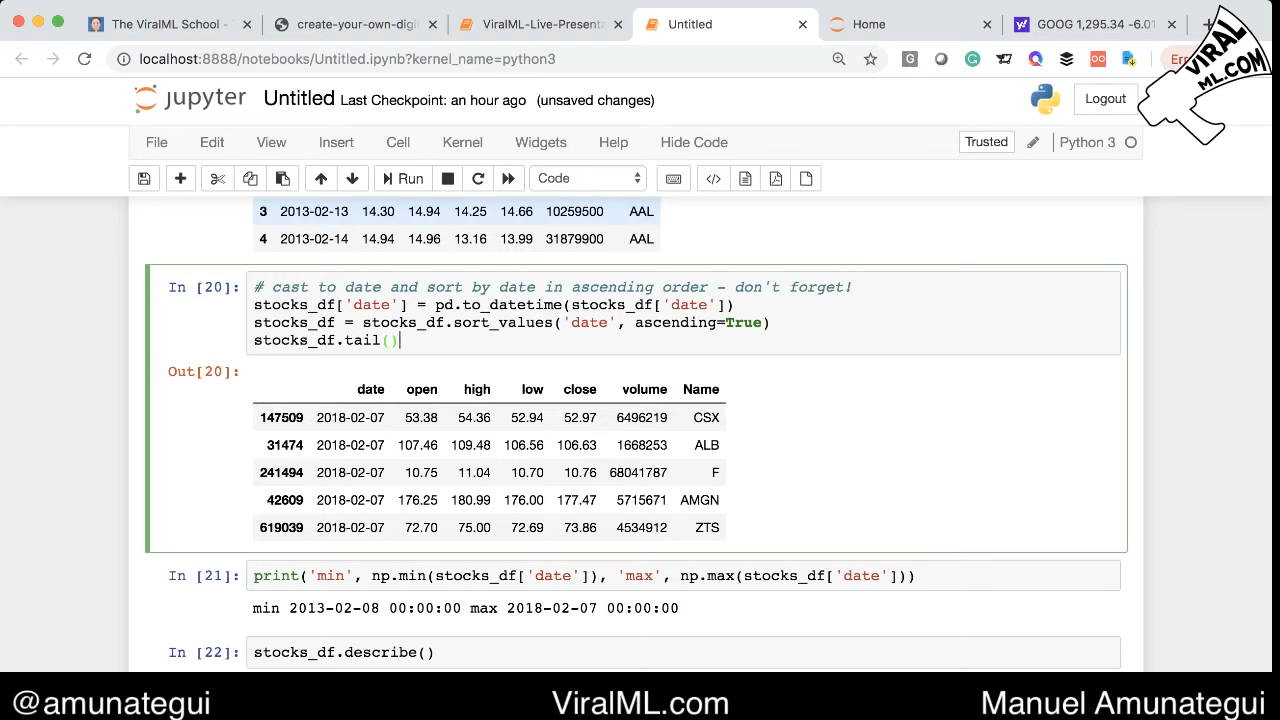 The ViralML School -
create-your-own-digi
ViralML-Live-Presenta
Untitled
Home
GOOG 1,295.34 -6.01
localhost:8888/notebooks/Untitled.ipynb?kernel_name=python3
Err
VIRAL
ML.COM
jupyter Untitled Last Checkpoint: an hour ago (unsaved changes)
Logout
File Edit View Insert Cell Kernel Widgets Help Hide Code
Trusted
Python 3
Run
Code
3 2013-02-13 14.30 14.94 14.25 14.66 10259500 AAL
4 2013-02-14 14.94 14.96 13.16 13.99 31879900 AAL
In [20]: # cast to date and sort by date in ascending order - don't forget!
stocks_df['date'] = pd.to_datetime(stocks_df['date'])
stocks_df = stocks_df.sort_values('date', ascending=True)
stocks_df.tail()
Out[20]:
date open high low close volume Name
147509 2018-02-07 53.38 54.36 52.94 52.97 6496219 CSX
31474 2018-02-07 107.46 109.48 106.56 106.63 1668253 ALB
241494 2018-02-07 10.75 11.04 10.70 10.76 68041787 F
42609 2018-02-07 176.25 180.99 176.00 177.47 5715671 AMGN
619039 2018-02-07 72.70 75.00 72.69 73.86 4534912 ZTS
In [21]: print('min', np.min(stocks_df['date']), 'max', np.max(stocks_df['date']))
min 2013-02-08 00:00:00 max 2018-02-07 00:00:00
In [22]: stocks_df.describe()
@amunategui ViralML.com Manuel Amunategui